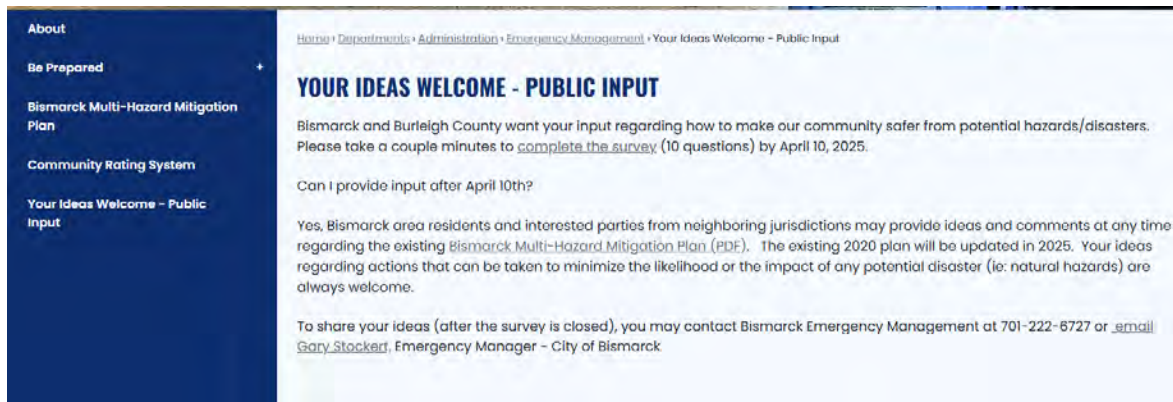 About
Be Prepared +
Bismarck Multi-Hazard Mitigation
Plan
Community Rating System
Your Ideas Welcome - Public
Input
Home › Departments › Administration › Emergency Management › Your Ideas Welcome - Public Input
YOUR IDEAS WELCOME - PUBLIC INPUT
Bismarck and Burleigh County want your input regarding how to make our community safer from potential hazards/disasters.
Please take a couple minutes to complete the survey (10 questions) by April 10, 2025.
Can I provide input after April 10th?
Yes, Bismarck area residents and interested parties from neighboring jurisdictions may provide ideas and comments at any time
regarding the existing Bismarck Multi-Hazard Mitigation Plan (PDF). The existing 2020 plan will be updated in 2025. Your ideas
regarding actions that can be taken to minimize the likelihood or the impact of any potential disaster (ie: natural hazards) are
always welcome.
To share your ideas (after the survey is closed), you may contact Bismarck Emergency Management at 701-222-6727 or email
Gary Stockert, Emergency Manager - City of Bismarck